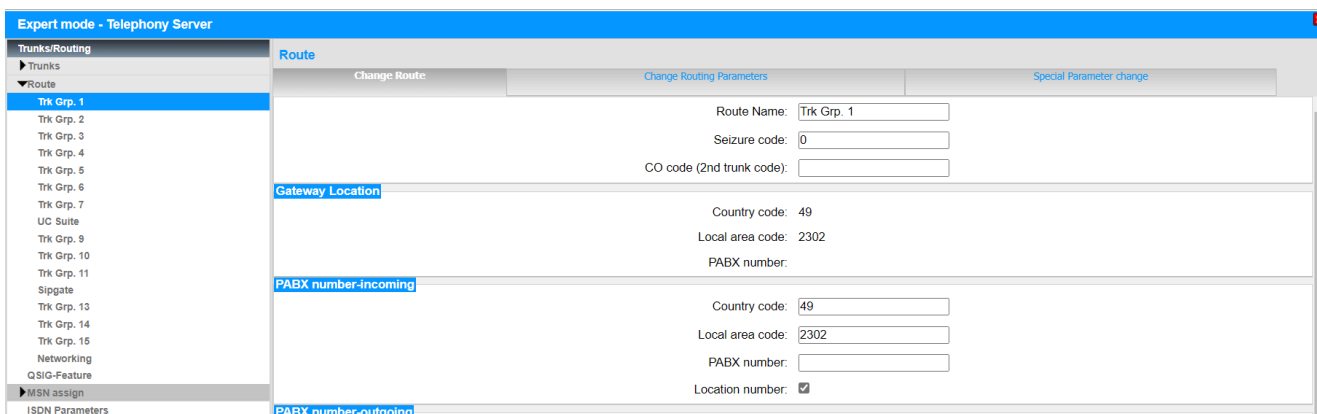 Expert mode - Telephony Server
Trunks/Routing
Trunks
Route
Trk Grp. 1
Trk Grp. 2
Trk Grp. 3
Trk Grp. 4
Trk Grp. 5
Trk Grp. 6
Trk Grp. 7
UC Suite
Trk Grp. 9
Trk Grp. 10
Trk Grp. 11
Sipgate
Trk Grp. 13
Trk Grp. 14
Trk Grp. 15
Networking
QSIG-Feature
MSN assign
ISDN Parameters
Route
Change Route Change Routing Parameters Special Parameter change
Route Name: Trk Grp. 1
Seizure code: 0
CO code (2nd trunk code):
Gateway Location
Country code: 49
Local area code: 2302
PABX number:
PABX number-incoming
Country code: 49
Local area code: 2302
PABX number:
Location number:
PABX number-outgoing